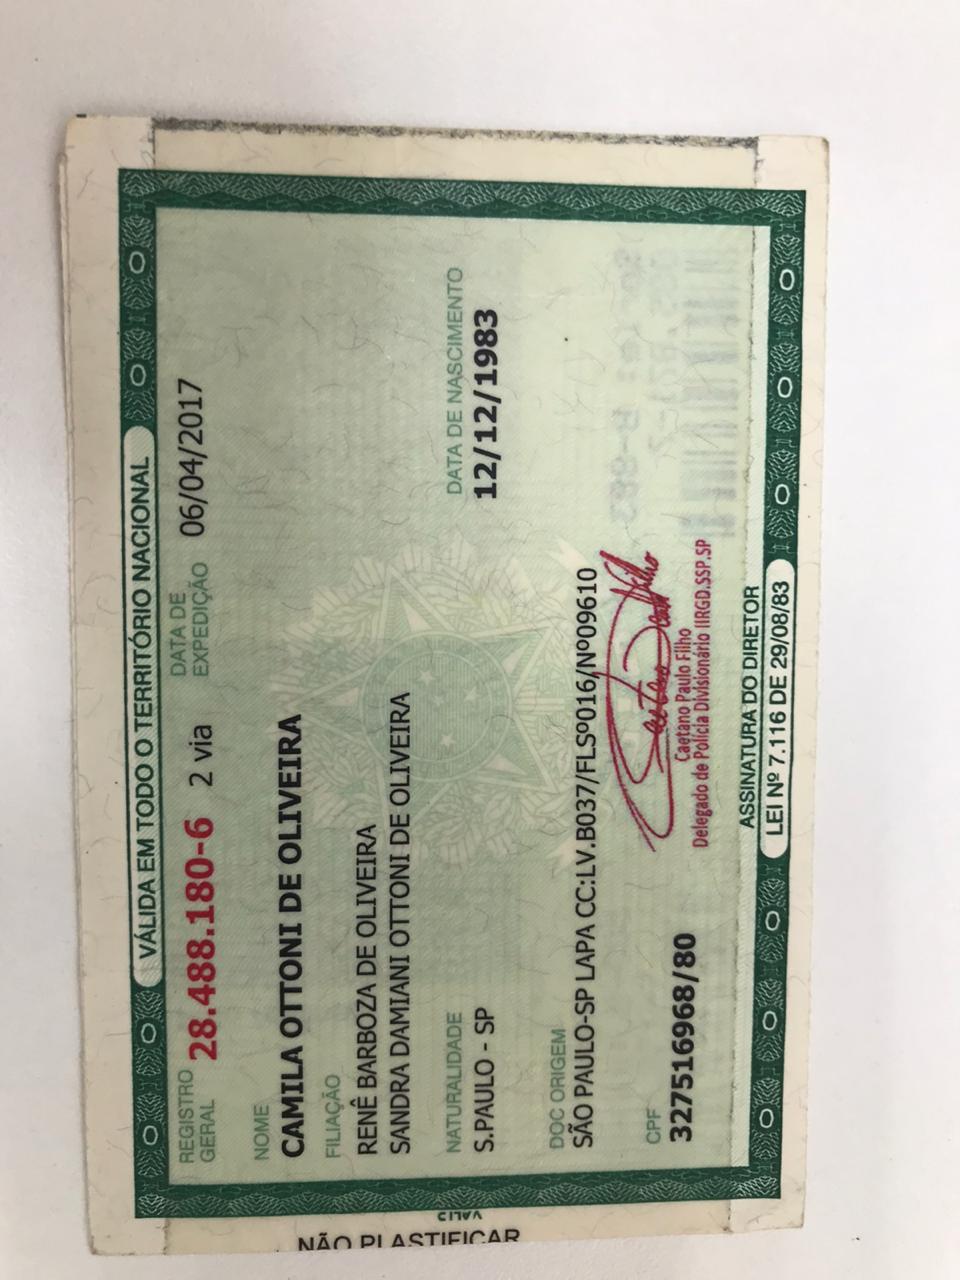 VÁLIDA EM TODO O TERRITÓRIO NACIONAL
REGISTRO GERAL 28.488.180-6 2 via DATA DE EXPEDIÇÃO 06/04/2017
NOME
CAMILA OTTONI DE OLIVEIRA
FILIAÇÃO
RENÊ BARBOZA DE OLIVEIRA
SANDRA DAMIANI OTTONI DE OLIVEIRA
NATURALIDADE DATA DE NASCIMENTO
S.PAULO - SP 12/12/1983
DOC ORIGEM
SÃO PAULO-SP LAPA CC:LV.B037/FLSº016/Nº09610
CPF
327516968/80
Caetano Paulo Filho
Delegado de Polícia Divisionário IIRGD.SSP.SP
ASSINATURA DO DIRETOR
LEI Nº 7.116 DE 29/08/83
NÃO PLASTIFICAR